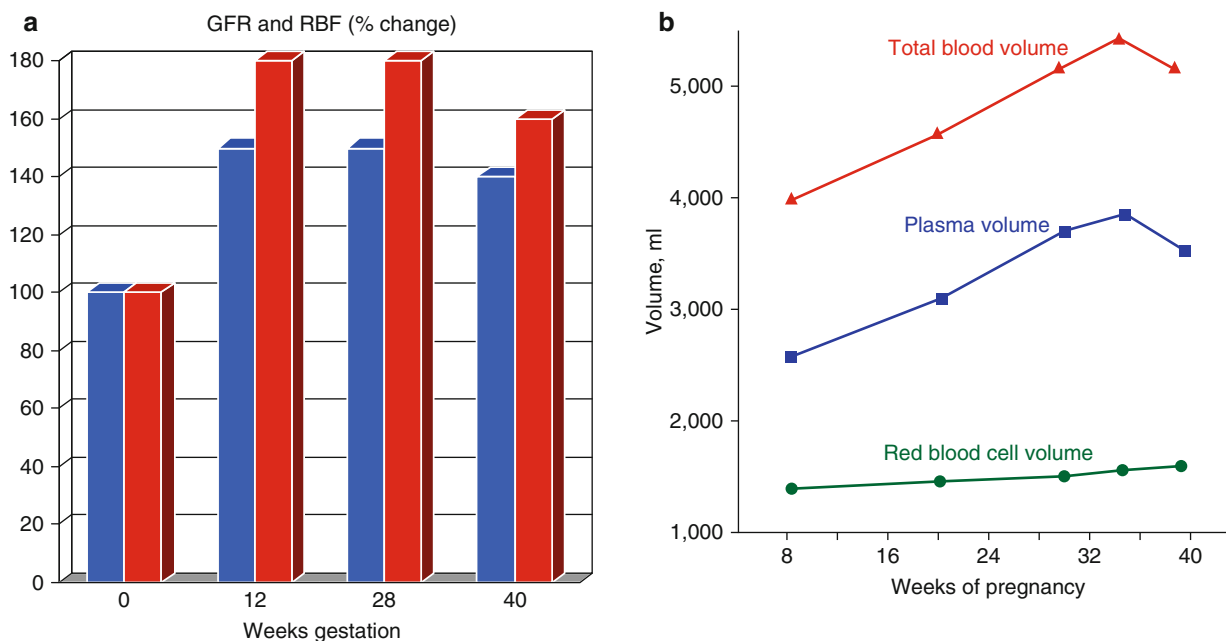 a
GFR and RBF (% change)
180
160
140
120
100
80
60
40
20
0
0 12 28 40
Weeks gestation
b
Total blood volume
Plasma volume
Red blood cell volume
Volume, ml
5,000
4,000
3,000
2,000
1,000
8 16 24 32 40
Weeks of pregnancy